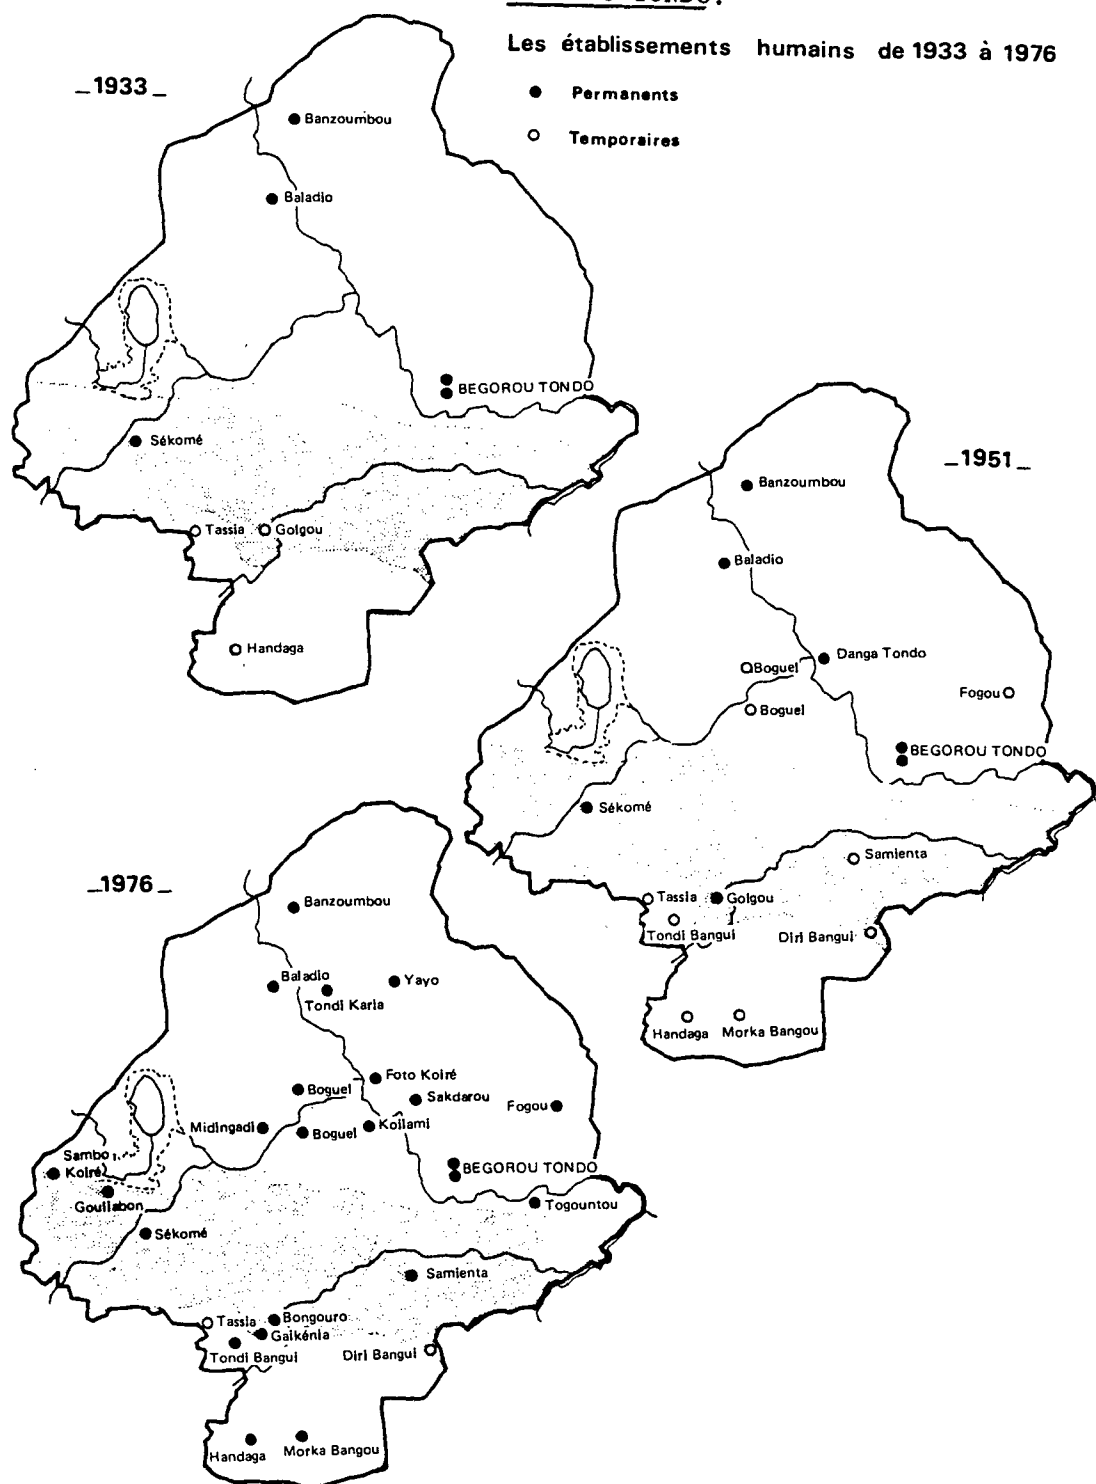 Les établissements humains de 1933 à 1976
● Permanents
○ Temporaires
_1933_
Banzoumbou
Baladio
BEGOROU TONDO
Sékomé
Tassia
Golgou
Handaga
_1951_
Banzoumbou
Baladio
Danga Tondo
Boguel
Fogou
Boguel
BEGOROU TONDO
Sékomé
Samienta
Tassia
Golgou
Tondi Bangui
Diri Bangui
Handaga
Morka Bangou
_1976_
Banzoumbou
Baladio
Yayo
Tondi Karia
Foto Koiré
Boguel
Sakdarou
Fogou
Midingadi
Boguel
Koilami
Sambo
Koiré
BEGOROU TONDO
Goullabon
Togountou
Sékomé
Samienta
Tassia
Bongouro
Gaikénia
Tondi Bangui
Diri Bangui
Handaga
Morka Bangou